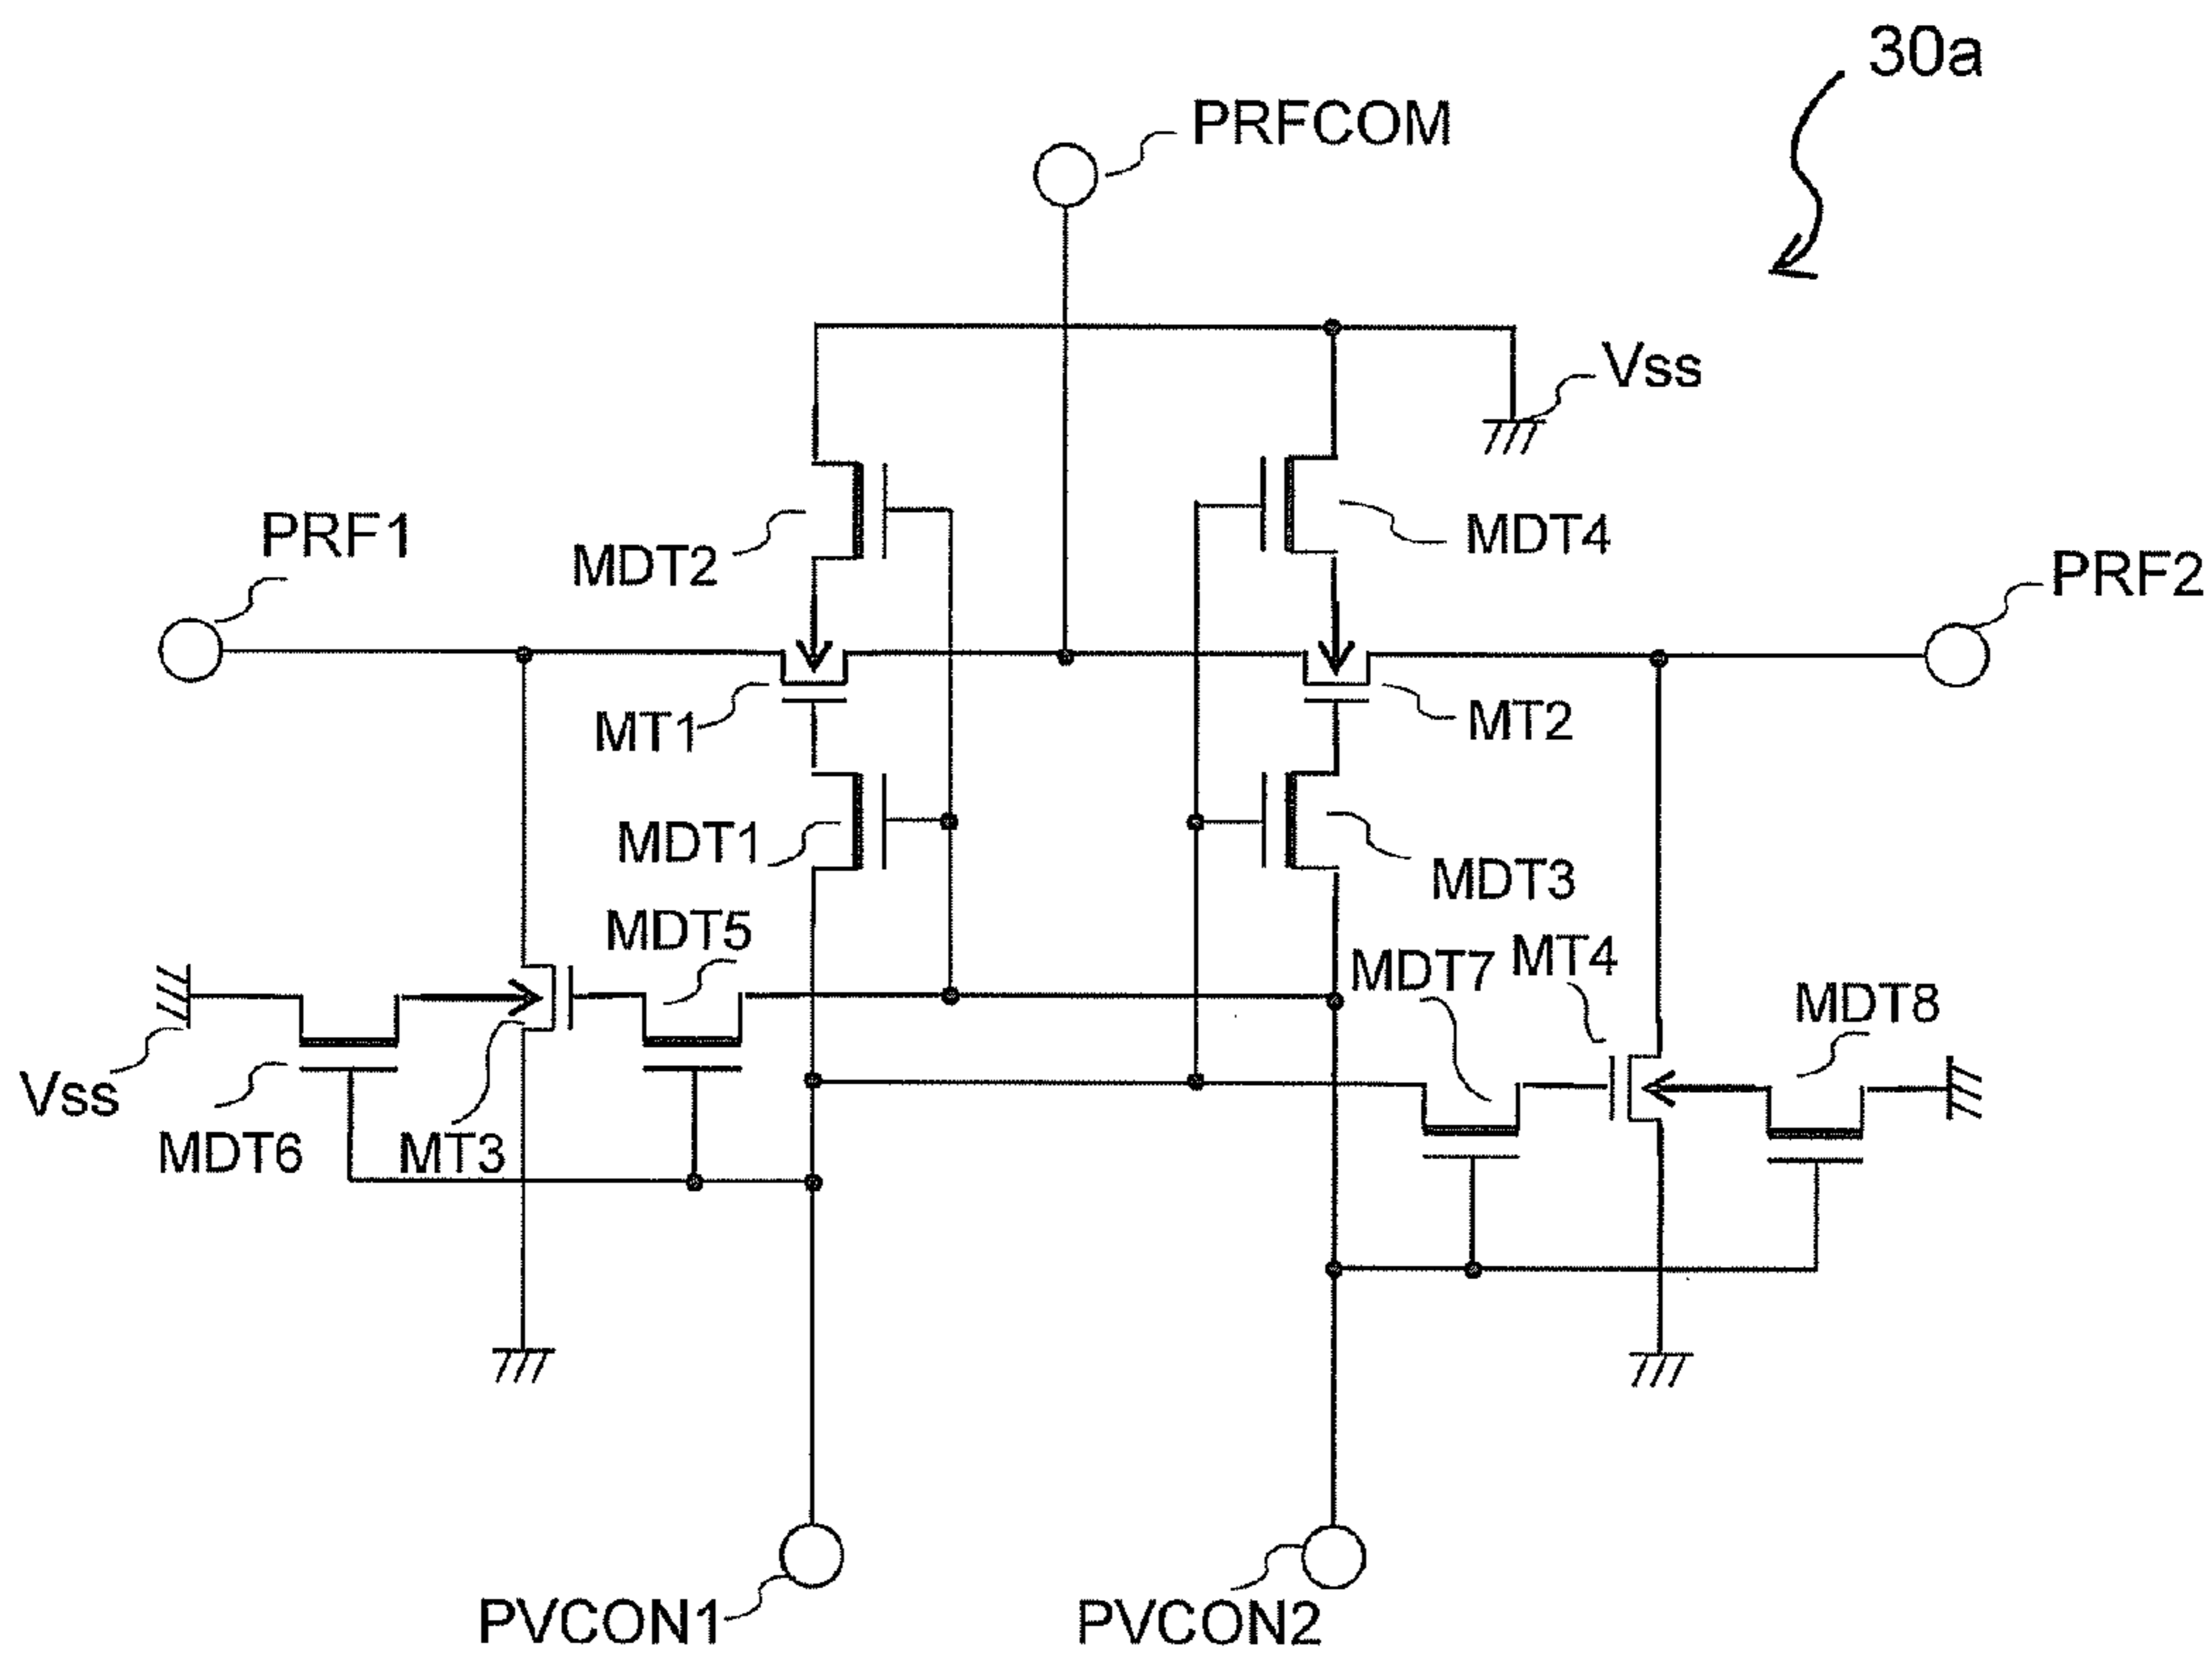 30a
PRFCOM
Vss
PRF1
MDT2
MDT4
PRF2
MT1
MT2
MDT1
MDT3
MDT5
MDT7
MT4
MDT8
Vss
MDT6
MT3
PVCON1
PVCON2